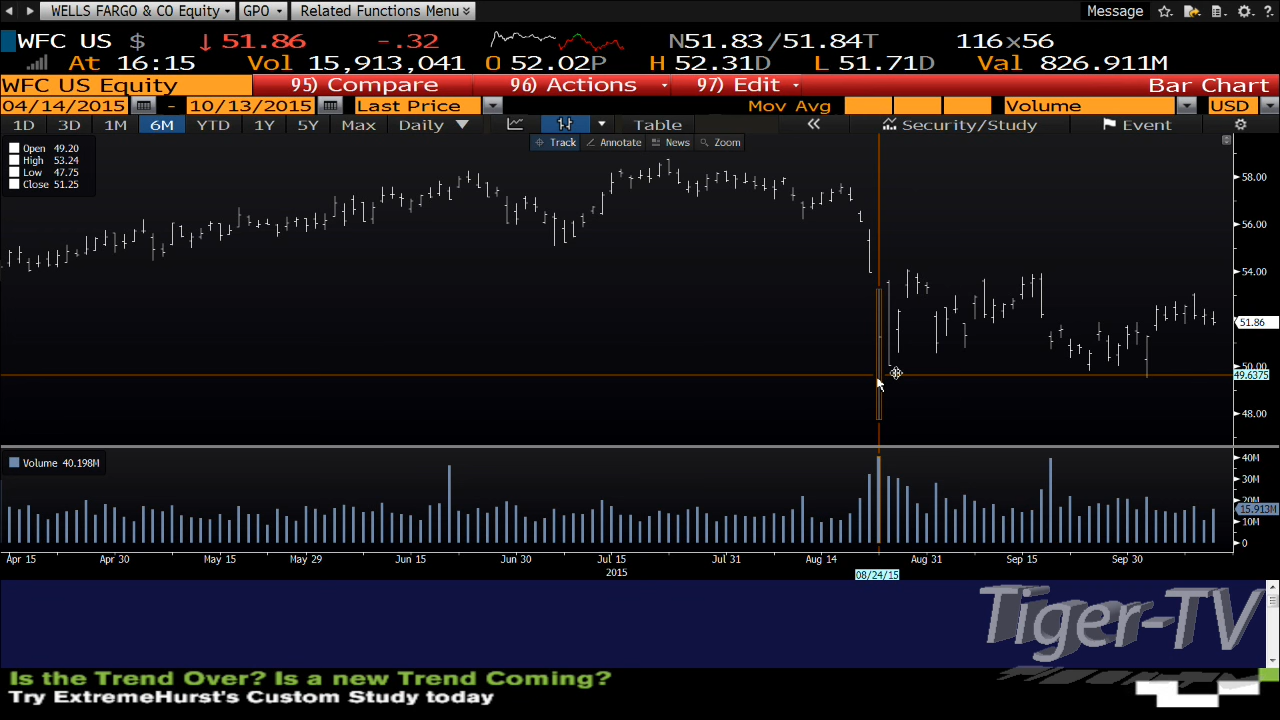 WELLS FARGO & CO Equity GPO Related Functions Menu Message ?
WFC US $ ↓ 51.86 -.32 N51.83 /51.84T 116×56
At 16:15 Vol 15,913,041 O 52.02P H 52.31D L 51.71D Val 826.911M
WFC US Equity 95) Compare 96) Actions 97) Edit Bar Chart
04/14/2015 - 10/13/2015 Last Price Mov Avg Volume USD
1D 3D 1M 6M YTD 1Y 5Y Max Daily Table Security/Study Event
Track Annotate News Zoom
Open 49.20
High 53.24
Low 47.75
Close 51.25
58.00
56.00
54.00
51.86
50.00
49.6375
48.00
Volume 40.198M
40M
30M
20M
15.913M
10M
0
Apr 15 Apr 30 May 15 May 29 Jun 15 Jun 30 Jul 15 Jul 31 Aug 14 Aug 31 Sep 15 Sep 30
2015
08/24/15
Tiger-TV
Is the Trend Over? Is a new Trend Coming?
Try ExtremeHurst's Custom Study today